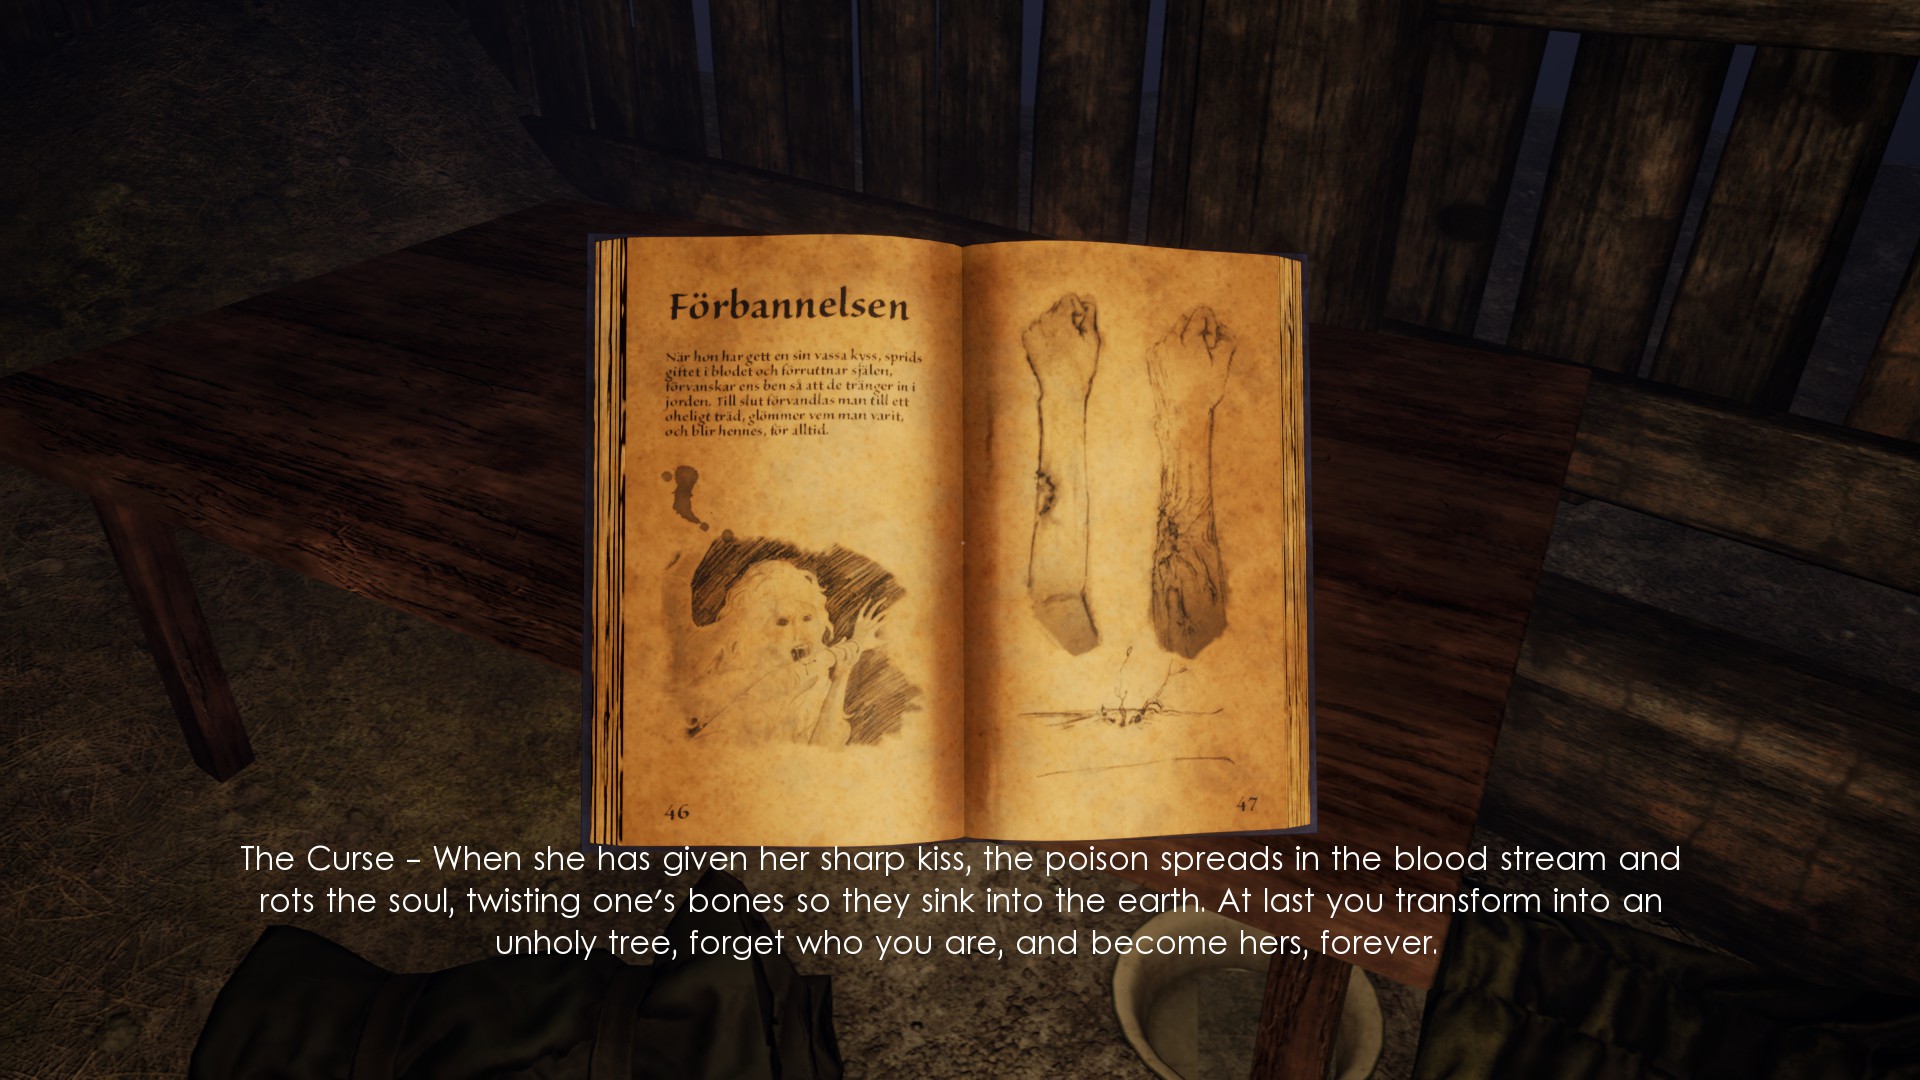 Förbannelsen
När hon har gett en sin vassa kyss, sprids
giftet i blodet och förruttnar själen,
förvanskar ens ben så att de tränger in i
jorden. Till slut förvandlas man till ett
oheligt träd, glömmer vem man varit,
och blir hennes, för alltid.
46
47
The Curse – When she has given her sharp kiss, the poison spreads in the blood stream and
rots the soul, twisting one's bones so they sink into the earth. At last you transform into an
unholy tree, forget who you are, and become hers, forever.